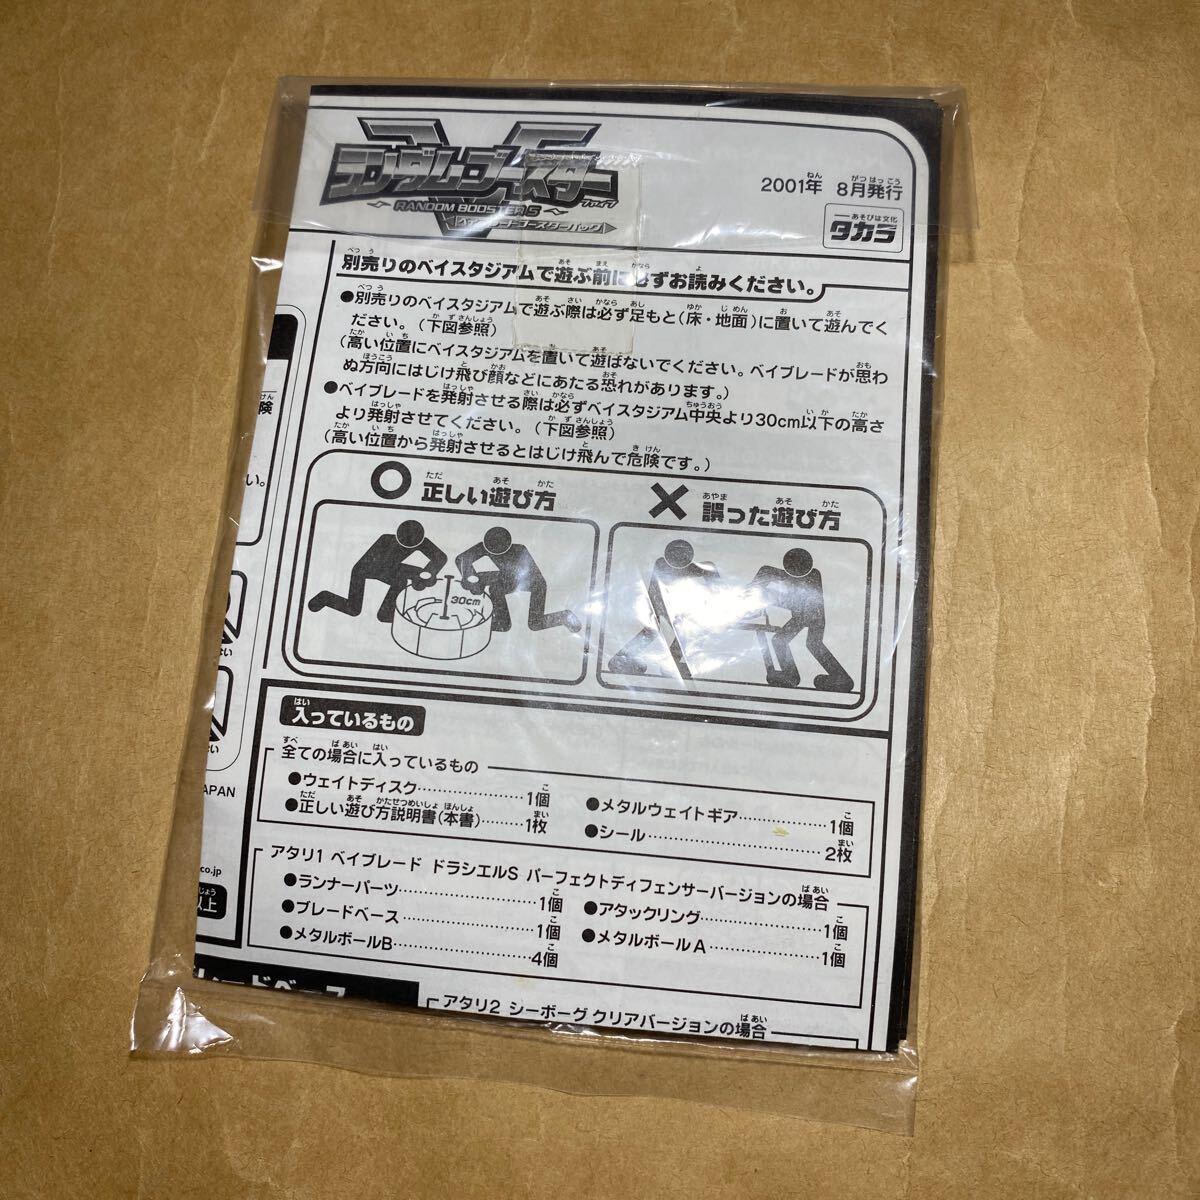 ランダムブースター
RANDOM BOOSTER 5
ファイブ
2001年 8月発行
あそびは文化
タカラ
別売りのベイスタジアムで遊ぶ前に必ずお読みください。
●別売りのベイスタジアムで遊ぶ際は必ず足もと(床・地面)に置いて遊んでく
ださい。(下図参照)
(高い位置にベイスタジアムを置いて遊ばないでください。ベイブレードが思わ
ぬ方向にはじけ飛び顔などにあたる恐れがあります。)
●ベイブレードを発射させる際は必ずベイスタジアム中央より30cm以下の高さ
より発射させてください。(下図参照)
(高い位置から発射させるとはじけ飛んで危険です。)
○ 正しい遊び方
× 誤った遊び方
30cm
入っているもの
全ての場合に入っているもの
●ウェイトディスク……………1個
●メタルウェイトギア……………1個
●正しい遊び方説明書(本書)………1枚
●シール……………2枚
アタリ1 ベイブレード ドラシエルS パーフェクトディフェンサーバージョンの場合
●ランナーパーツ……………1個
●アタックリング……………1個
●ブレードベース……………1個
●メタルボールA……………1個
●メタルボールB……………4個
アタリ2 シーボーグ クリアバージョンの場合
険
い。
APAN
co.jp
以上